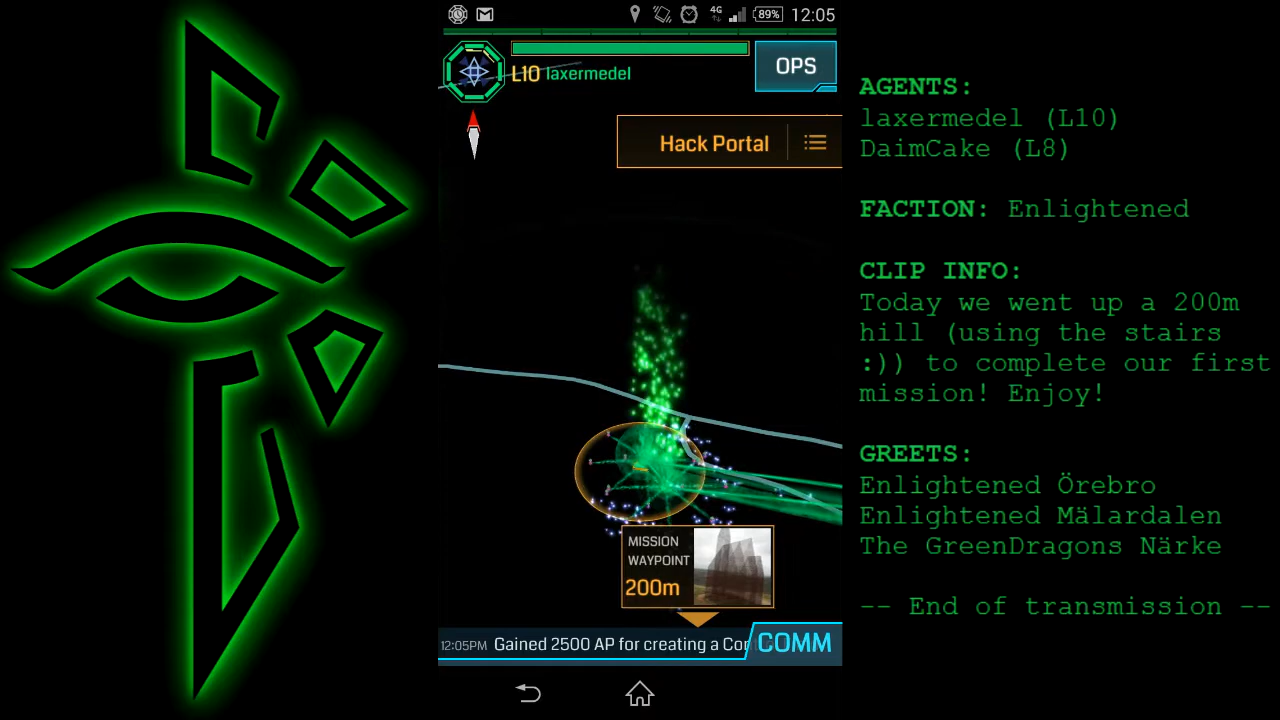 4G
89%
12:05
L10 laxermedel
OPS
Hack Portal
MISSION
WAYPOINT
200m
12:05PM Gained 2500 AP for creating a Con
COMM
AGENTS:
laxermedel (L10)
DaimCake (L8)
FACTION: Enlightened
CLIP INFO:
Today we went up a 200m
hill (using the stairs
:)) to complete our first
mission! Enjoy!
GREETS:
Enlightened Örebro
Enlightened Mälardalen
The GreenDragons Närke
-- End of transmission --